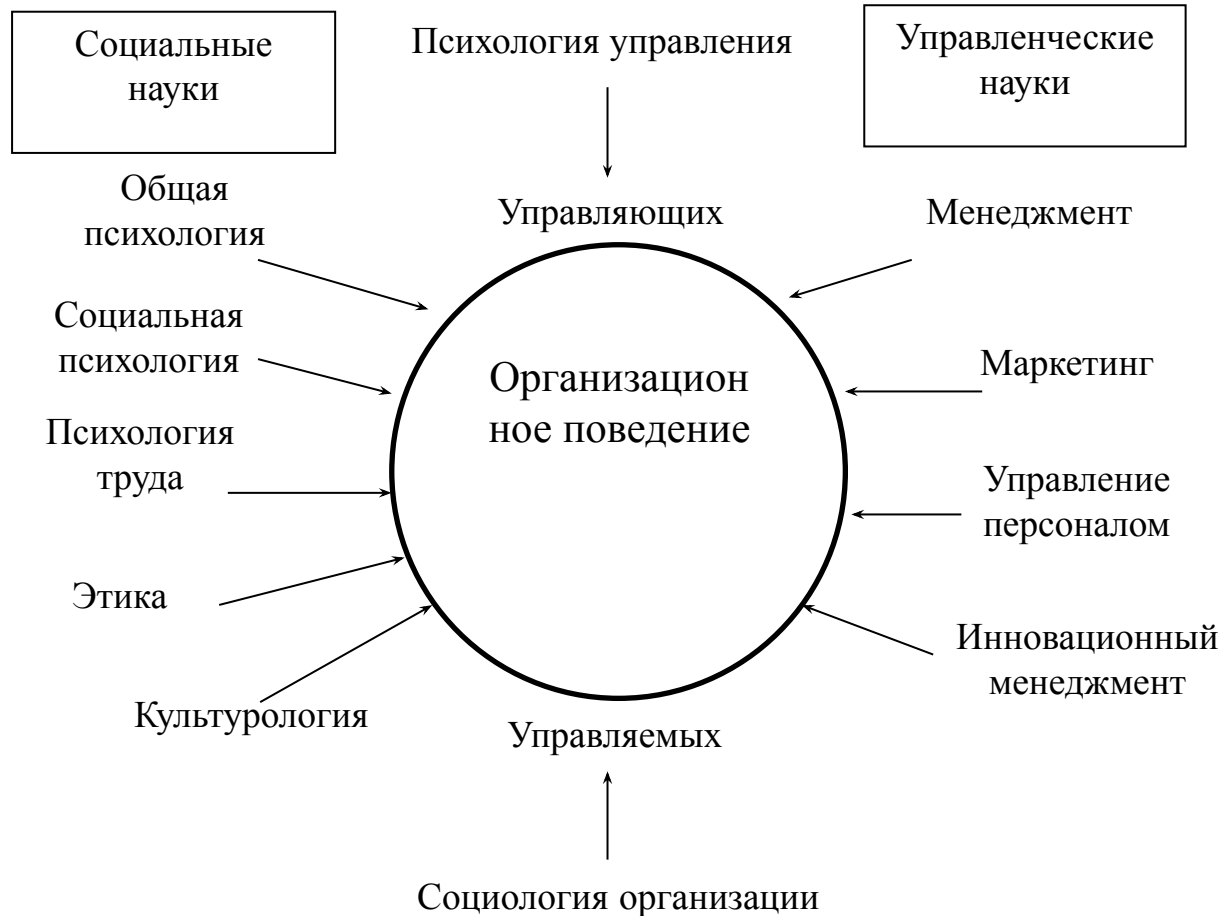 Социальные
науки
Психология управления
Управленческие
науки
Общая
психология
Управляющих
Менеджмент
Социальная
психология
Организацион
ное поведение
Маркетинг
Психология
труда
Управление
персоналом
Этика
Инновационный
менеджмент
Культурология
Управляемых
Социология организации